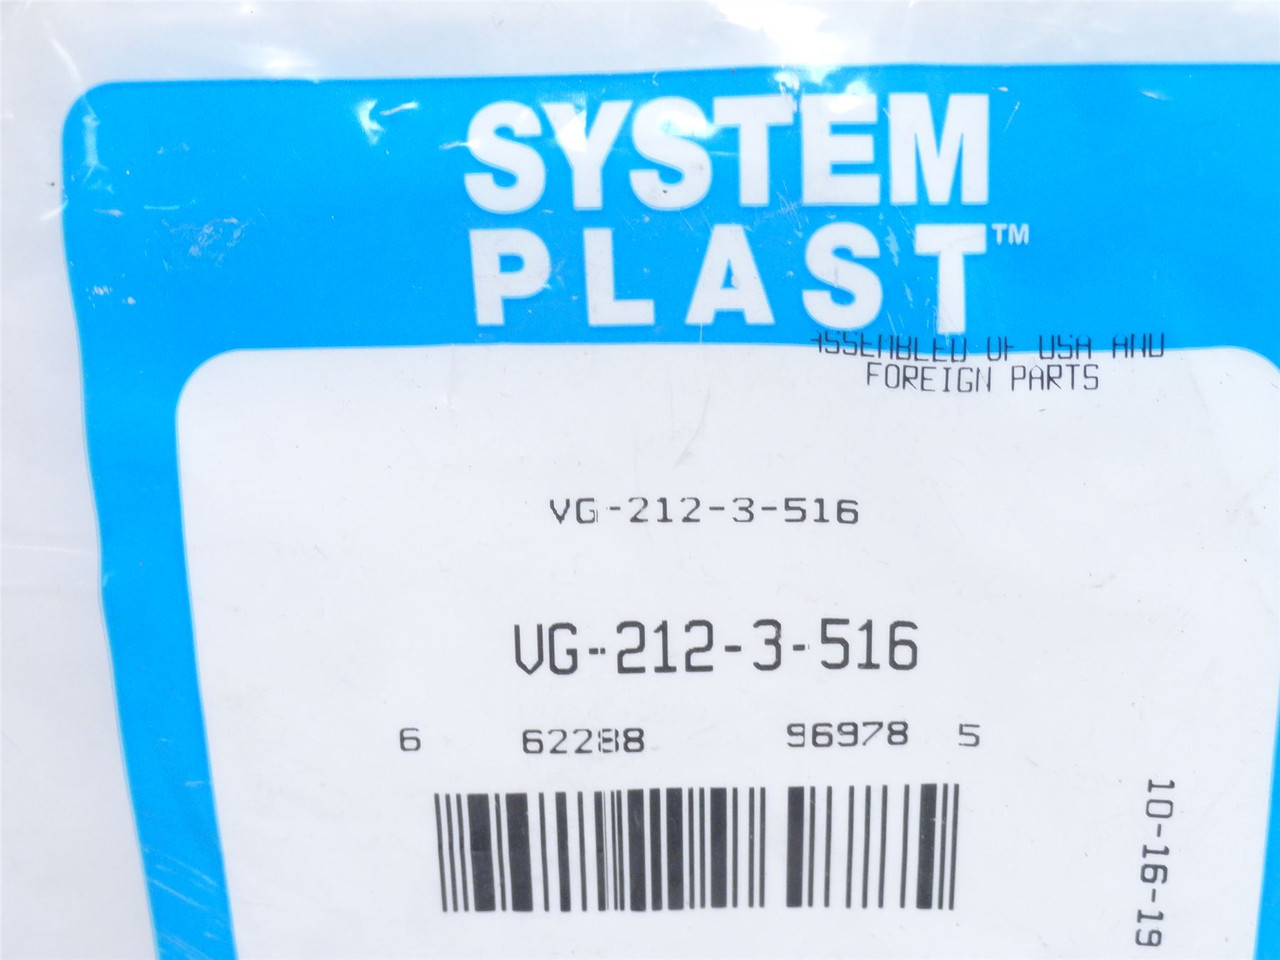 SYSTEM
PLAST™
ASSEMBLED OF USA AND
FOREIGN PARTS
VG-212-3-516
VG-212-3-516
6 62288 96978 5
10-16-19